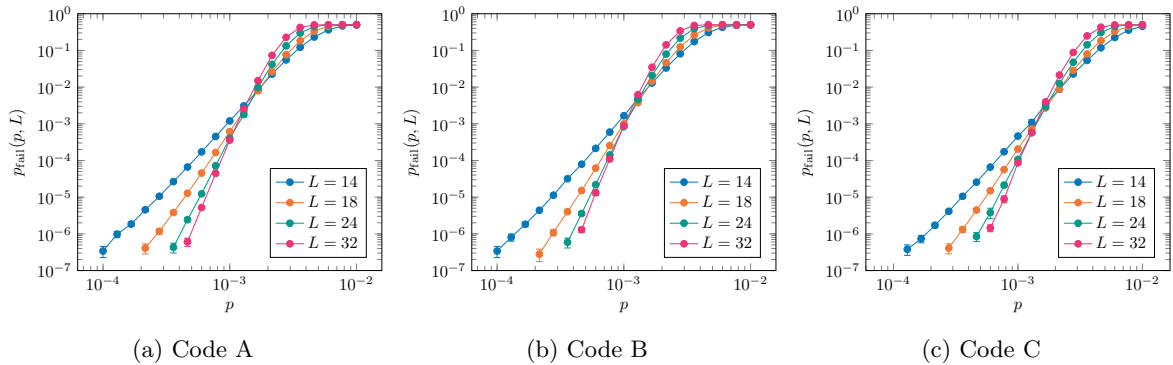 10^0
10^−1
10^−2
10^−3
10^−4
10^−5
10^−6
10^−7
p_fail(p, L)
10^−4
10^−3
10^−2
p
L = 14
L = 18
L = 24
L = 32
(a) Code A
10^0
10^−1
10^−2
10^−3
10^−4
10^−5
10^−6
10^−7
p_fail(p, L)
10^−4
10^−3
10^−2
p
L = 14
L = 18
L = 24
L = 32
(b) Code B
10^0
10^−1
10^−2
10^−3
10^−4
10^−5
10^−6
10^−7
p_fail(p, L)
10^−4
10^−3
10^−2
p
L = 14
L = 18
L = 24
L = 32
(c) Code C